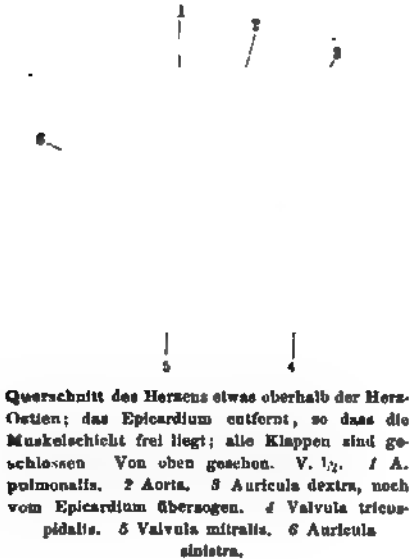 1
2
3
6
5 4
Querschnitt des Herzens etwas oberhalb der Herz-
Ostien; das Epicardium entfernt, so dass die
Muskelschicht frei liegt; alle Klappen sind ge-
schlossen Von oben gesehen. V. 1/2. 1 A.
pulmonalis. 2 Aorta. 3 Auricula dextra, noch
vom Epicardium überzogen. 4 Valvula tricus-
pidalis. 5 Valvula mitralis. 6 Auricula
sinistra.